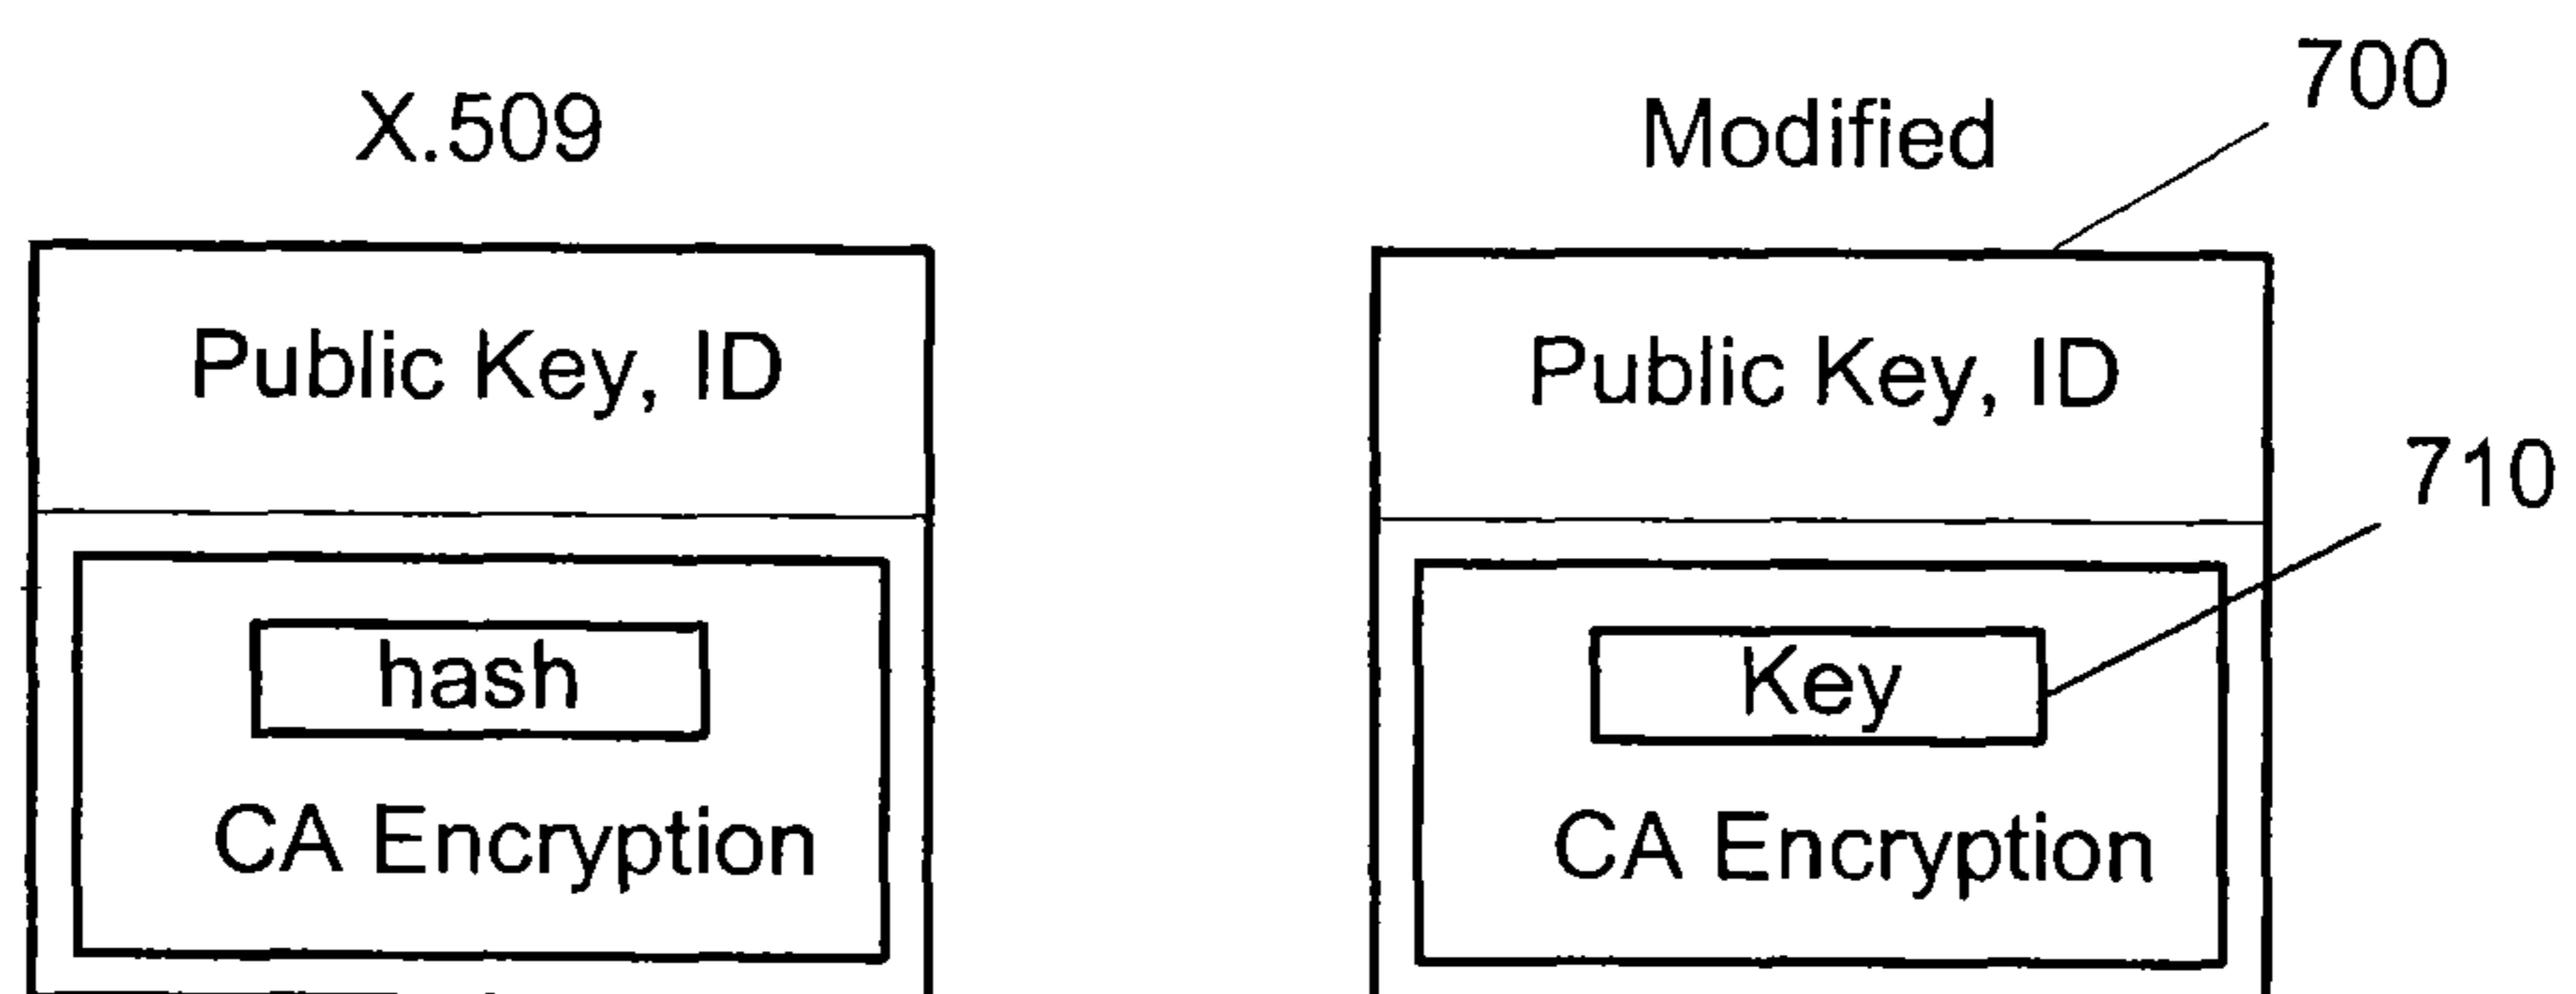 X.509
Public Key, ID
hash
CA Encryption
Modified
700
Public Key, ID
710
Key
CA Encryption